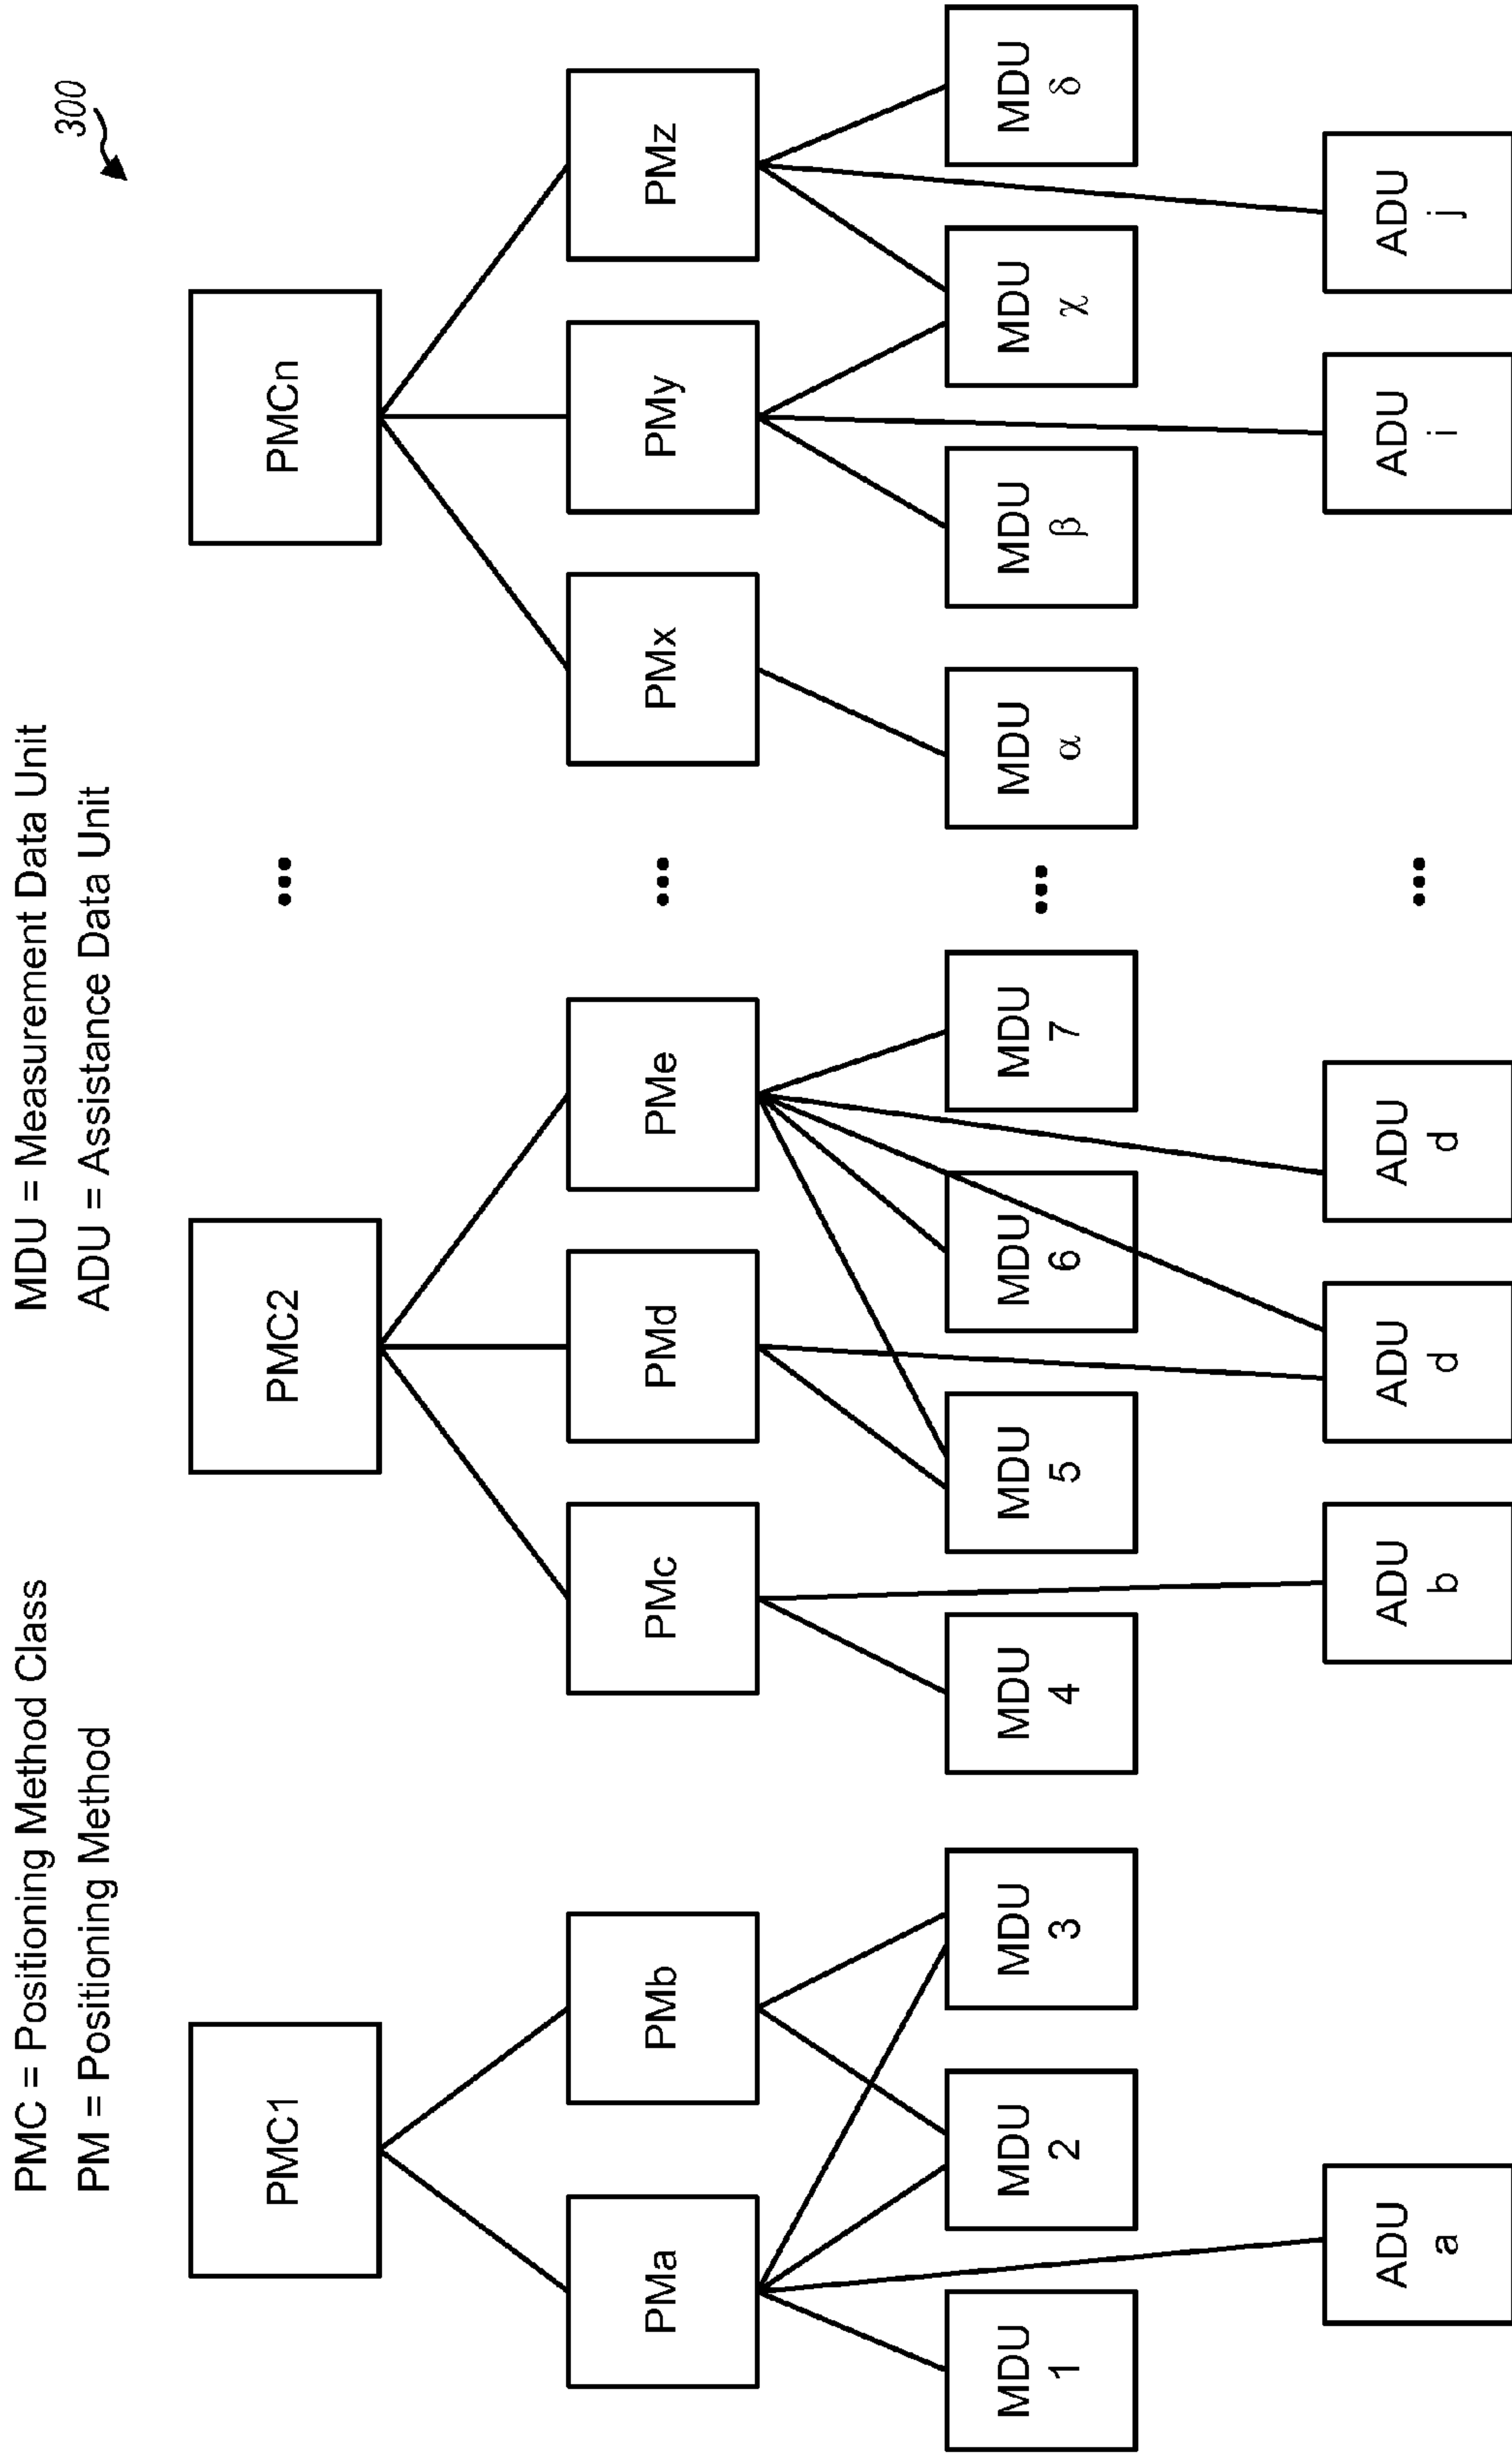 PMC = Positioning Method Class
PM = Positioning Method
MDU = Measurement Data Unit
ADU = Assistance Data Unit
300
PMC1
PMC2
...
PMCn
PMa
PMb
PMc
PMd
PMe
...
PMx
PMy
PMz
MDU
1
MDU
2
MDU
3
MDU
4
MDU
5
MDU
6
MDU
7
...
MDU
α
MDU
β
MDU
χ
MDU
δ
ADU
a
ADU
b
ADU
d
ADU
d
...
ADU
i
ADU
j